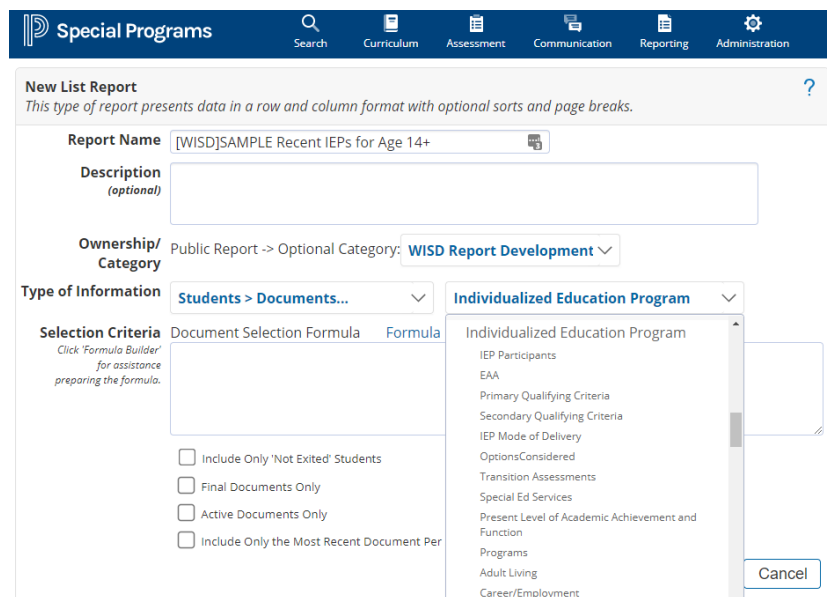 Special Programs
Search
Curriculum
Assessment
Communication
Reporting
Administration
New List Report
?
This type of report presents data in a row and column format with optional sorts and page breaks.
Report Name [WISD]SAMPLE Recent IEPs for Age 14+
Description
(optional)
Ownership/
Category
Public Report -> Optional Category: WISD Report Development
Type of Information Students > Documents... Individualized Education Program
Selection Criteria Document Selection Formula Formula
Click 'Formula Builder'
for assistance
preparing the formula.
Individualized Education Program
IEP Participants
EAA
Primary Qualifying Criteria
Secondary Qualifying Criteria
IEP Mode of Delivery
OptionsConsidered
Transition Assessments
Special Ed Services
Present Level of Academic Achievement and
Function
Programs
Adult Living
Career/Employment
Include Only 'Not Exited' Students
Final Documents Only
Active Documents Only
Include Only the Most Recent Document Per
Cancel